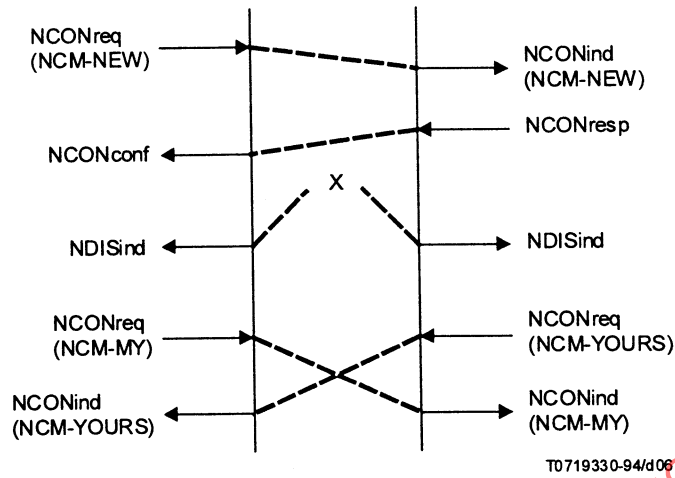 NCONreq
(NCM-NEW)
NCONind
(NCM-NEW)
NCONresp
NCONconf
X
NDISind
NDISind
NCONreq
(NCM-MY)
NCONreq
(NCM-YOURS)
NCONind
(NCM-YOURS)
NCONind
(NCM-MY)
T0719330-94/d06